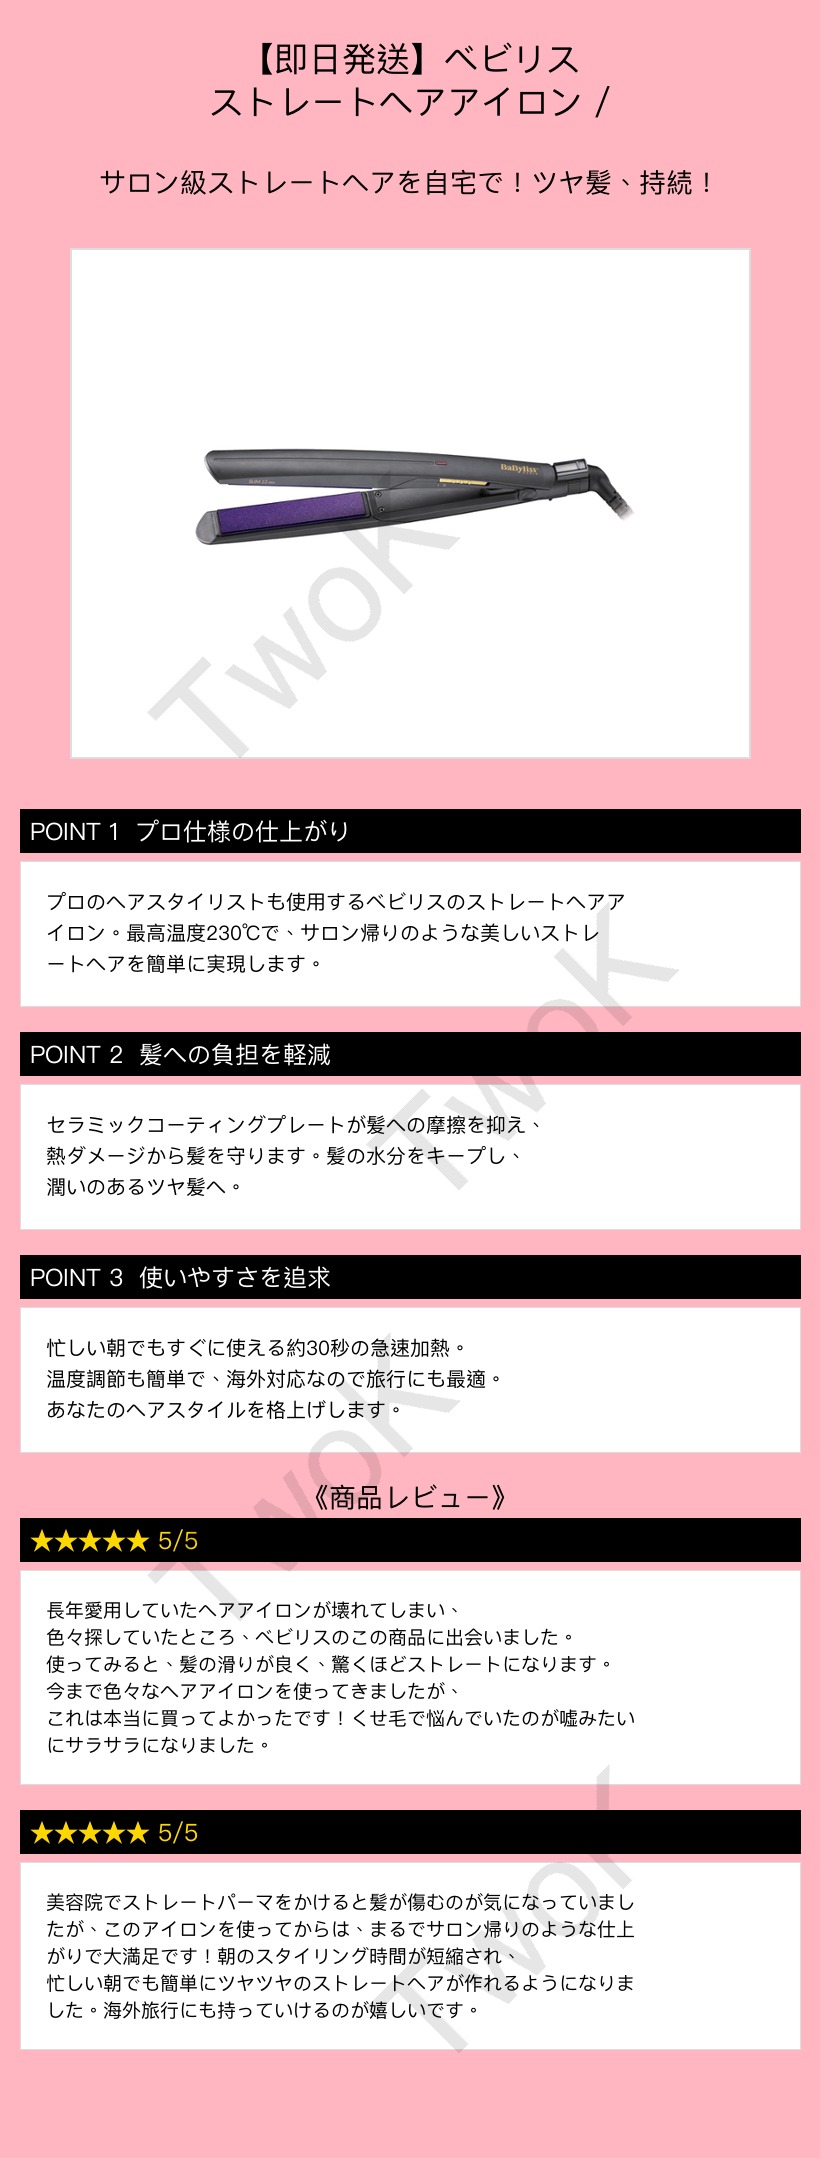 【即日発送】ベビリス
ストレートヘアアイロン /
サロン級ストレートヘアを自宅で！ツヤ髪、持続！
BaByliss
TwoK
POINT 1 プロ仕様の仕上がり
プロのヘアスタイリストも使用するベビリスのストレートヘアア
イロン。最高温度230℃で、サロン帰りのような美しいストレ
ートヘアを簡単に実現します。
TwoK
POINT 2 髪への負担を軽減
セラミックコーティングプレートが髪への摩擦を抑え、
熱ダメージから髪を守ります。髪の水分をキープし、
潤いのあるツヤ髪へ。
POINT 3 使いやすさを追求
忙しい朝でもすぐに使える約30秒の急速加熱。
温度調節も簡単で、海外対応なので旅行にも最適。
あなたのヘアスタイルを格上げします。
TwoK
《商品レビュー》
★★★★★ 5/5
長年愛用していたヘアアイロンが壊れてしまい、
色々探していたところ、ベビリスのこの商品に出会いました。
使ってみると、髪の滑りが良く、驚くほどストレートになります。
今まで色々なヘアアイロンを使ってきましたが、
これは本当に買ってよかったです！くせ毛で悩んでいたのが嘘みたい
にサラサラになりました。
★★★★★ 5/5
美容院でストレートパーマをかけると髪が傷むのが気になっていまし
たが、このアイロンを使ってからは、まるでサロン帰りのような仕上
がりで大満足です！朝のスタイリング時間が短縮され、
忙しい朝でも簡単にツヤツヤのストレートヘアが作れるようになりま
した。海外旅行にも持っていけるのが嬉しいです。
TwoK